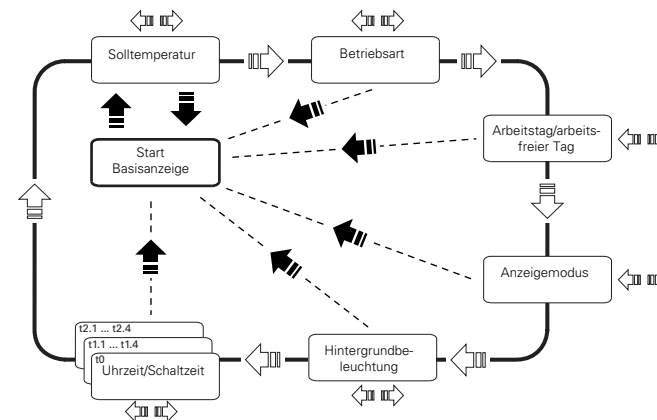 Solltemperatur
Betriebsart
Arbeitstag/arbeits-
freier Tag
Start
Basisanzeige
Anzeigemodus
Hintergrundbe-
leuchtung
t2.1 ... t2.4
t1.1 ... t1.4
t0
Uhrzeit/Schaltzeit